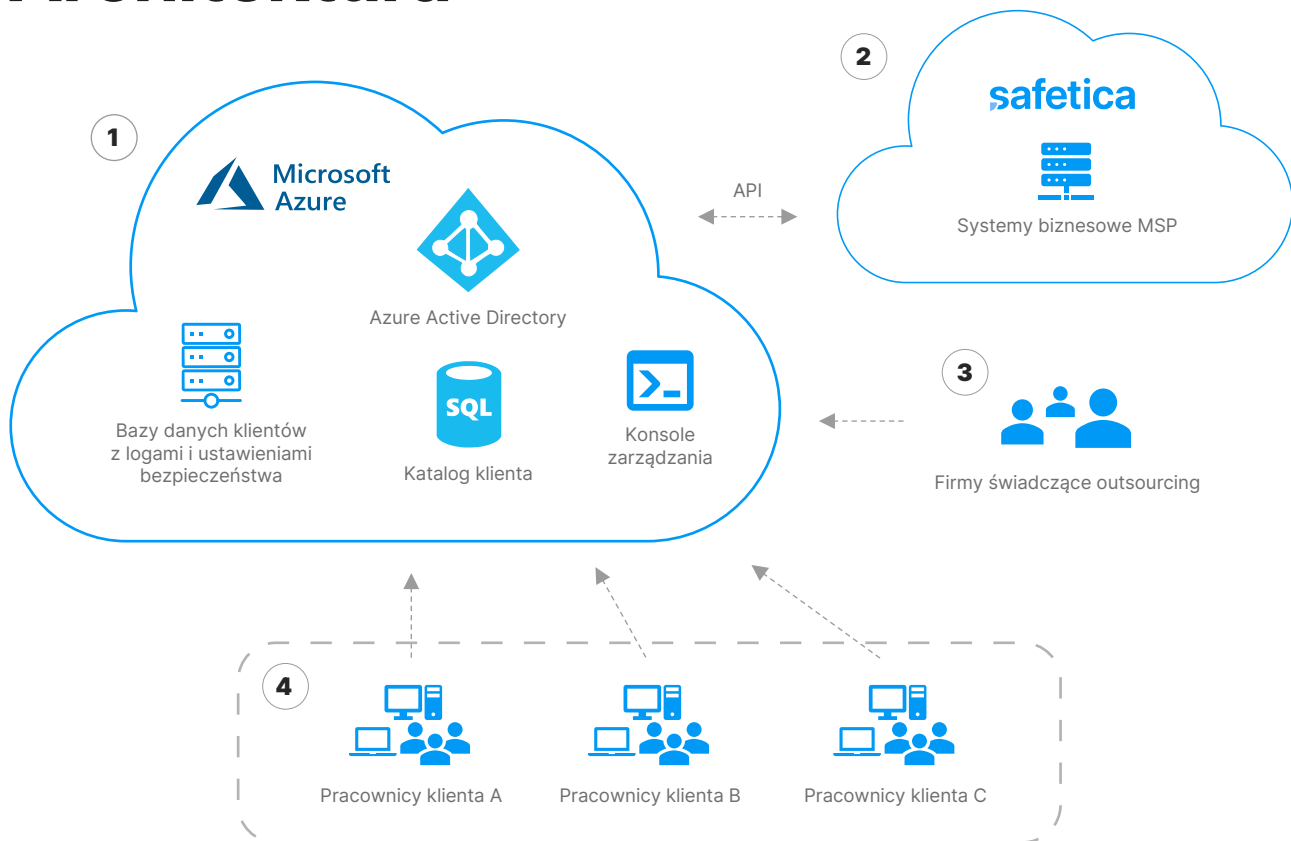 2
safetica
1
Microsoft
Azure
API
Systemy biznesowe MSP
Azure Active Directory
3
SQL
Bazy danych klientów
z logami i ustawieniami
bezpieczeństwa
Katalog klienta
Konsole
zarządzania
Firmy świadczące outsourcing
4
Pracownicy klienta A
Pracownicy klienta B
Pracownicy klienta C